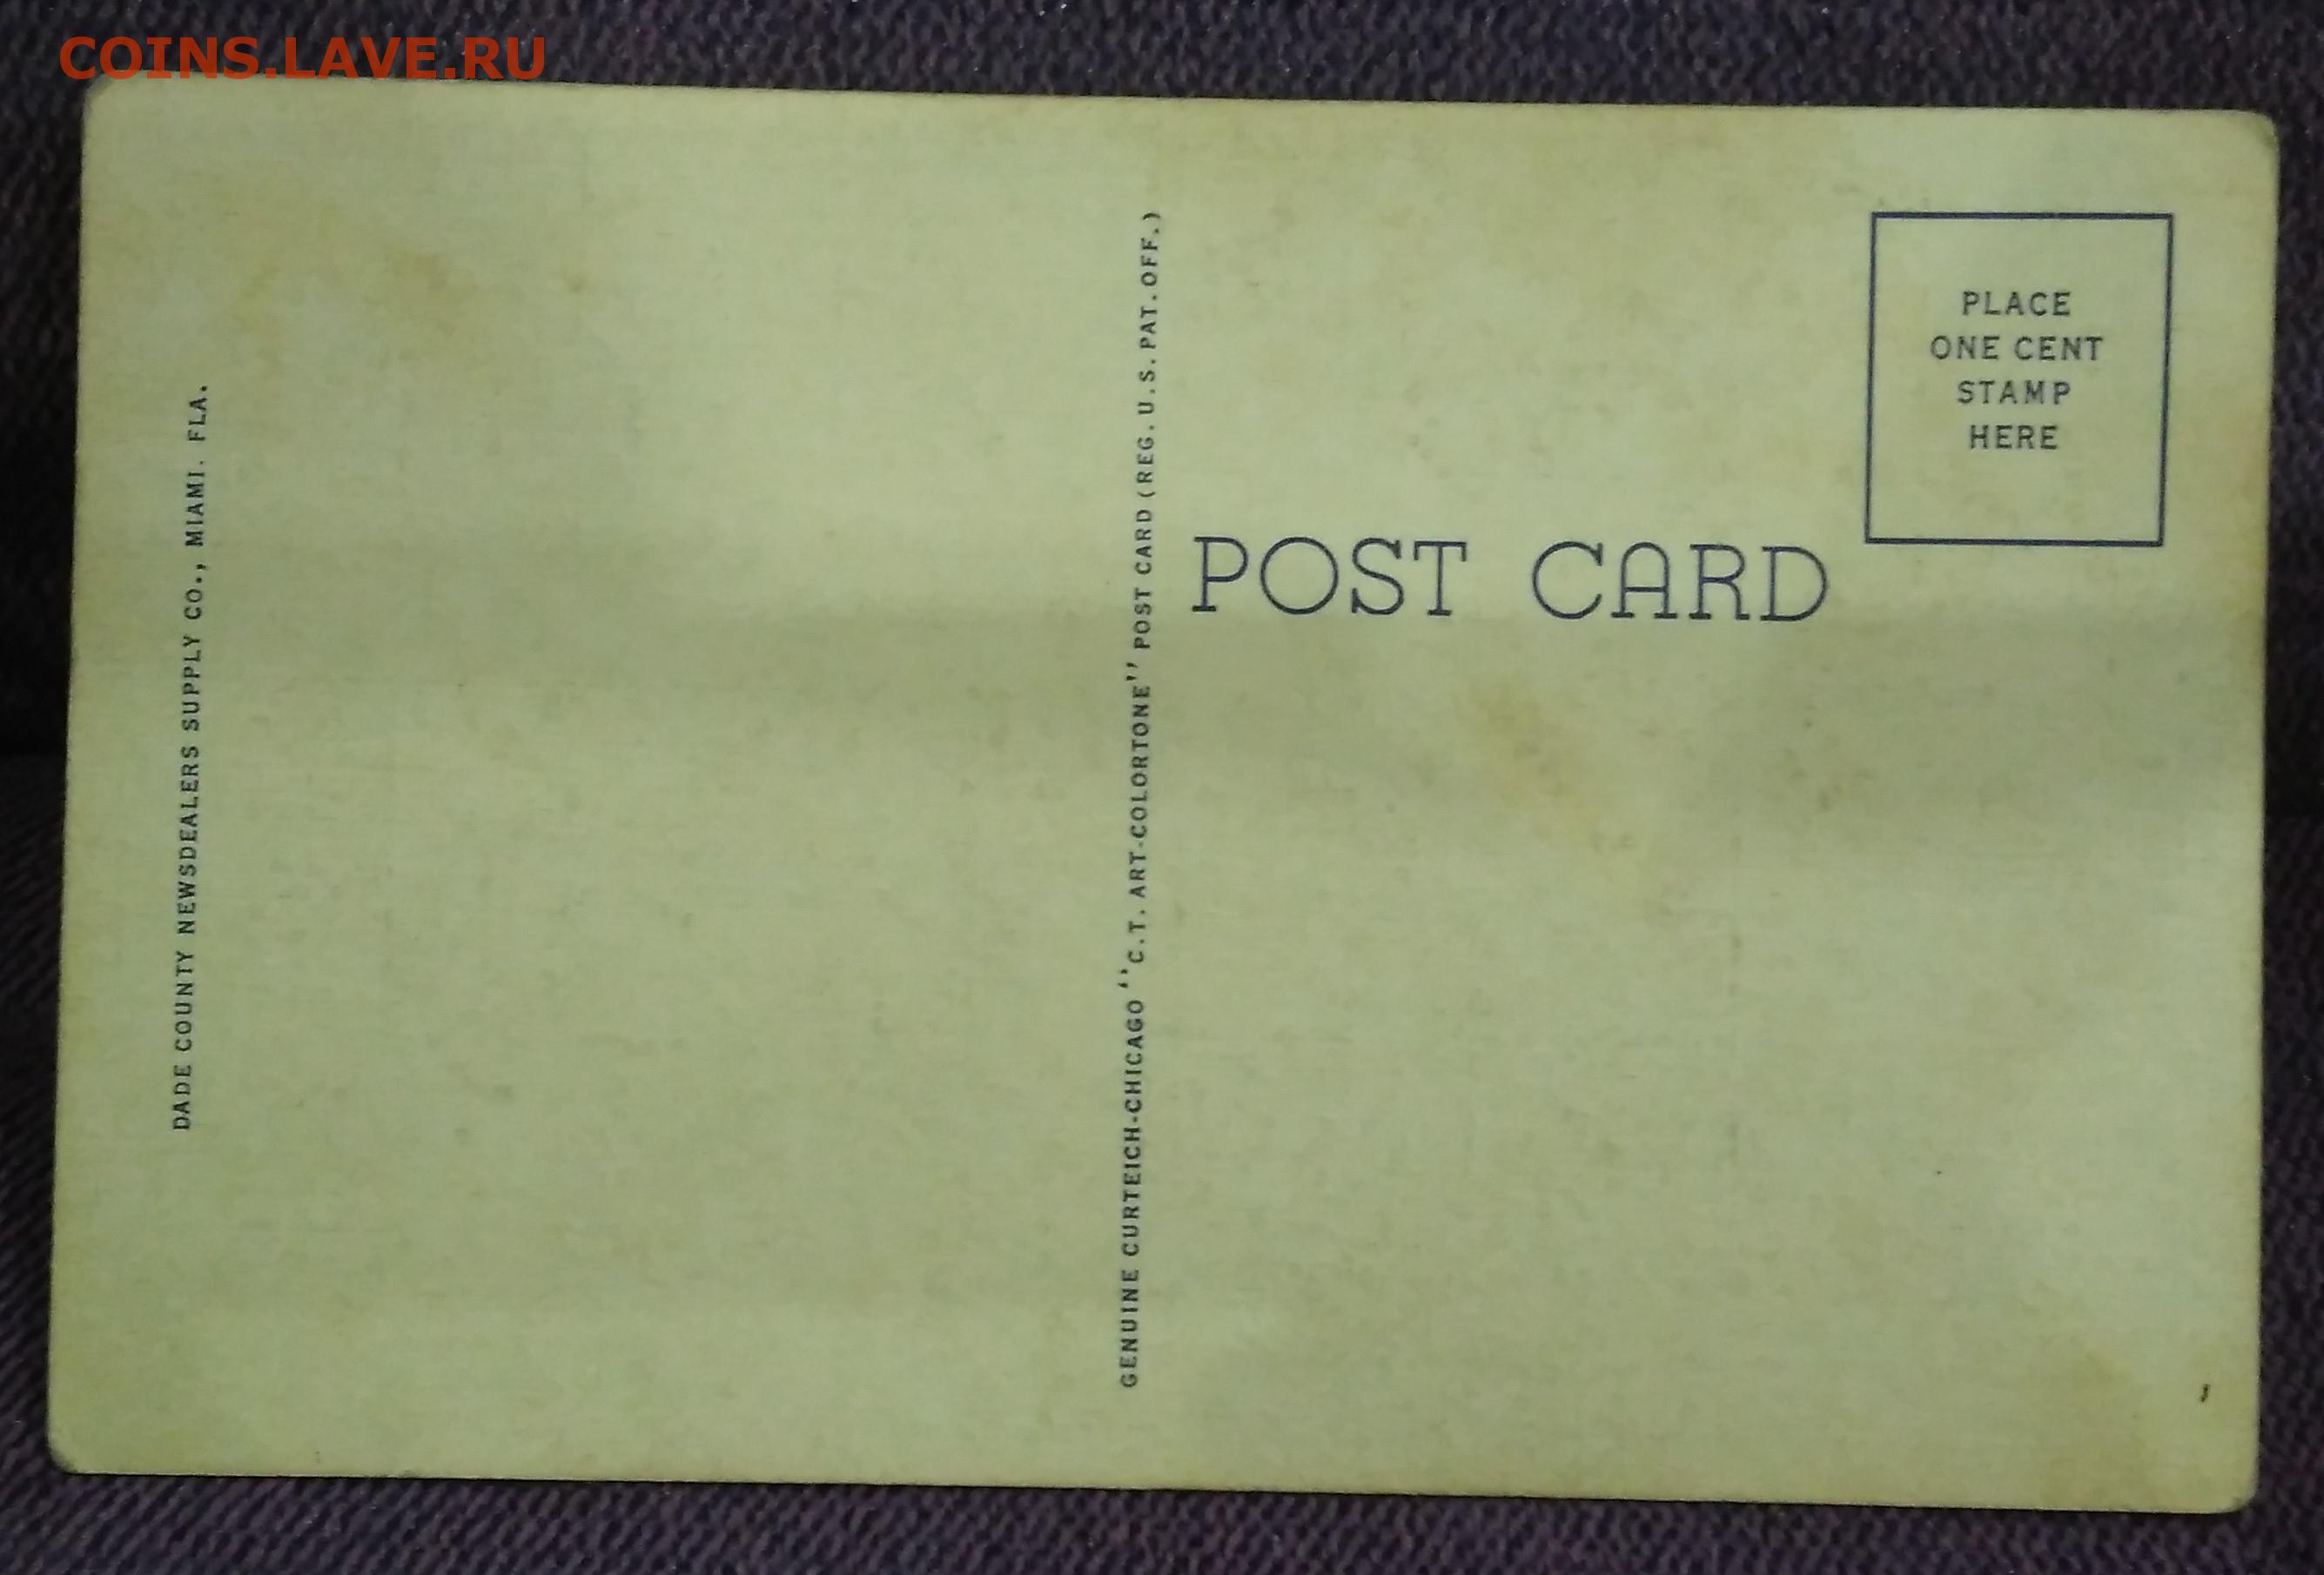 COINS.LAVE.RU
DADE COUNTY NEWSDEALERS SUPPLY CO., MIAMI. FLA.
GENUINE CURTEICH-CHICAGO ‘‘C.T. ART-COLORTONE’’ POST CARD (REG. U.S. PAT. OFF.)
POST CARD
PLACE
ONE CENT
STAMP
HERE